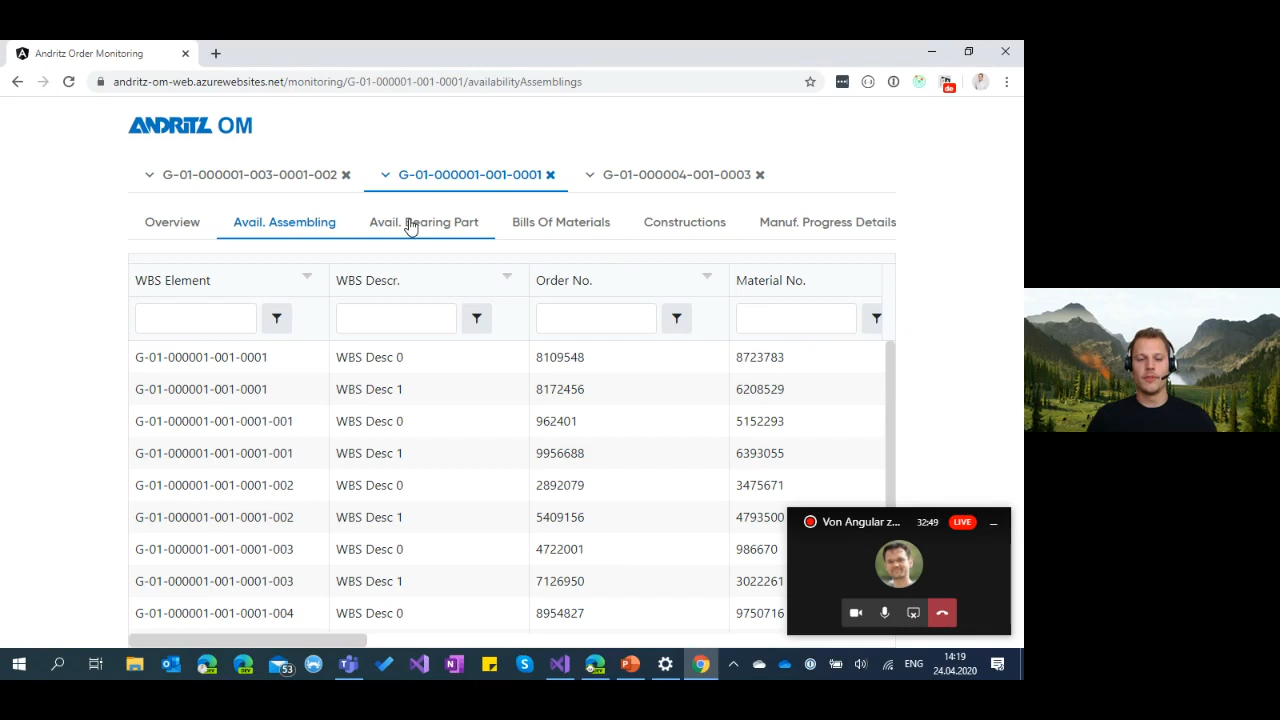 Andritz Order Monitoring
andritz-om-web.azurewebsites.net/monitoring/G-01-000001-001-0001/availabilityAssemblings
de
ANDRITZ OM
G-01-000001-003-0001-002 G-01-000001-001-0001 G-01-000004-001-0003
Overview Avail. Assembling Avail. Bearing Part Bills Of Materials Constructions Manuf. Progress Details
WBS Element WBS Descr. Order No. Material No.
G-01-000001-001-0001 WBS Desc 0 8109548 8723783
G-01-000001-001-0001 WBS Desc 1 8172456 6208529
G-01-000001-001-0001-001 WBS Desc 0 962401 5152293
G-01-000001-001-0001-001 WBS Desc 1 9956688 6393055
G-01-000001-001-0001-002 WBS Desc 0 2892079 3475671
G-01-000001-001-0001-002 WBS Desc 1 5409156 4793500
G-01-000001-001-0001-003 WBS Desc 0 4722001 986670
G-01-000001-001-0001-003 WBS Desc 1 7126950 3022261
G-01-000001-001-0001-004 WBS Desc 0 8954827 9750716
Von Angular z... 32:49 LIVE
53
ENG
14:19
24.04.2020